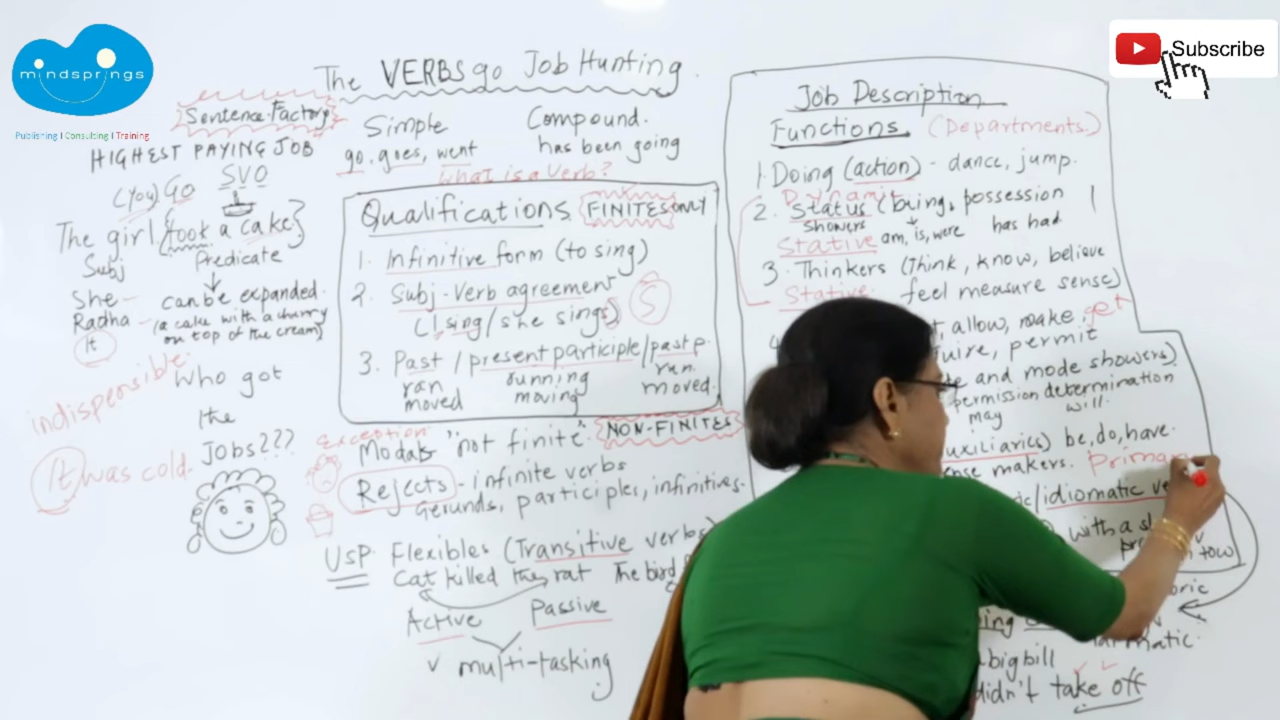 mindsprings
Publishing | Consulting | Training
Subscribe
The VERBS go Job Hunting
Sentence Factory
HIGHEST PAYING JOB
(You) Go SVO
The girl {took a cake}
Subj Predicate
She - can be expanded.
Radha - (a cake with a cherry
It on top of the cream)
indispensible
Who got
the
Jobs???
It was cold.
Simple Compound.
go, goes, went has been going
What is a Verb?
Qualifications FINITES ONLY
1. Infinitive form (to sing)
2. Subj-Verb agreement
(I sing/she sings) S
3. Past/present participle/past p.
ran running run
moved moving moved.
Exception
Modals "not finite". NON-FINITES
Rejects - infinite verbs
Gerunds, participles, infinitives.
USP. Flexibles (Transitive verbs)
Cat killed the rat The bird
Active Passive
v multi-tasking
Job Description
Functions. (Departments.)
1. Doing (action) - dance, jump.
Dynamic
2. Status (being, possession
showers
Stative am, is, were has had
3. Thinkers (think, know, believe
Stative feel measure sense)
4 allow, make, get
permit
and mode showers)
permission determination
may will.
be, do, have.
makers.
/idiomatic
with a
big bill
didn't take off